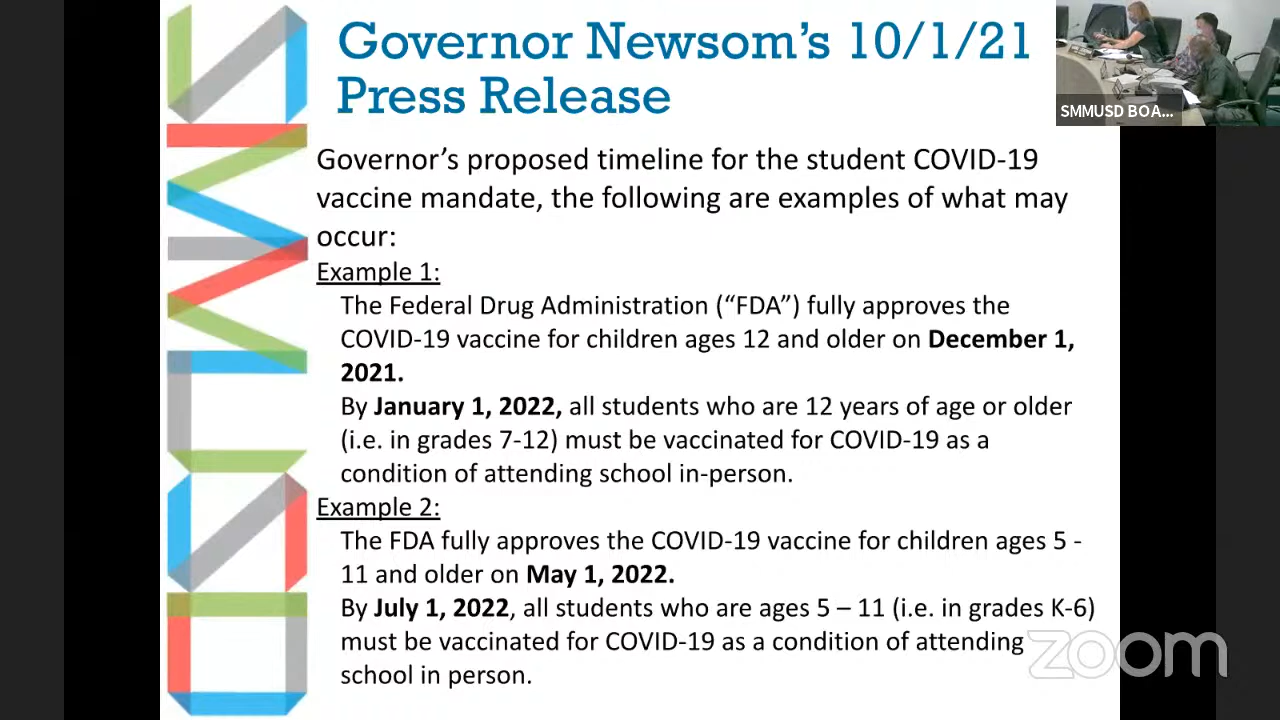 Governor Newsom's 10/1/21
Press Release
SMMUSD BOA...
Governor's proposed timeline for the student COVID-19
vaccine mandate, the following are examples of what may
occur:
Example 1:
The Federal Drug Administration ("FDA") fully approves the
COVID-19 vaccine for children ages 12 and older on December 1,
2021.
By January 1, 2022, all students who are 12 years of age or older
(i.e. in grades 7-12) must be vaccinated for COVID-19 as a
condition of attending school in-person.
Example 2:
The FDA fully approves the COVID-19 vaccine for children ages 5 -
11 and older on May 1, 2022.
By July 1, 2022, all students who are ages 5 – 11 (i.e. in grades K-6)
must be vaccinated for COVID-19 as a condition of attending
school in person.
zoom
SMMUSD